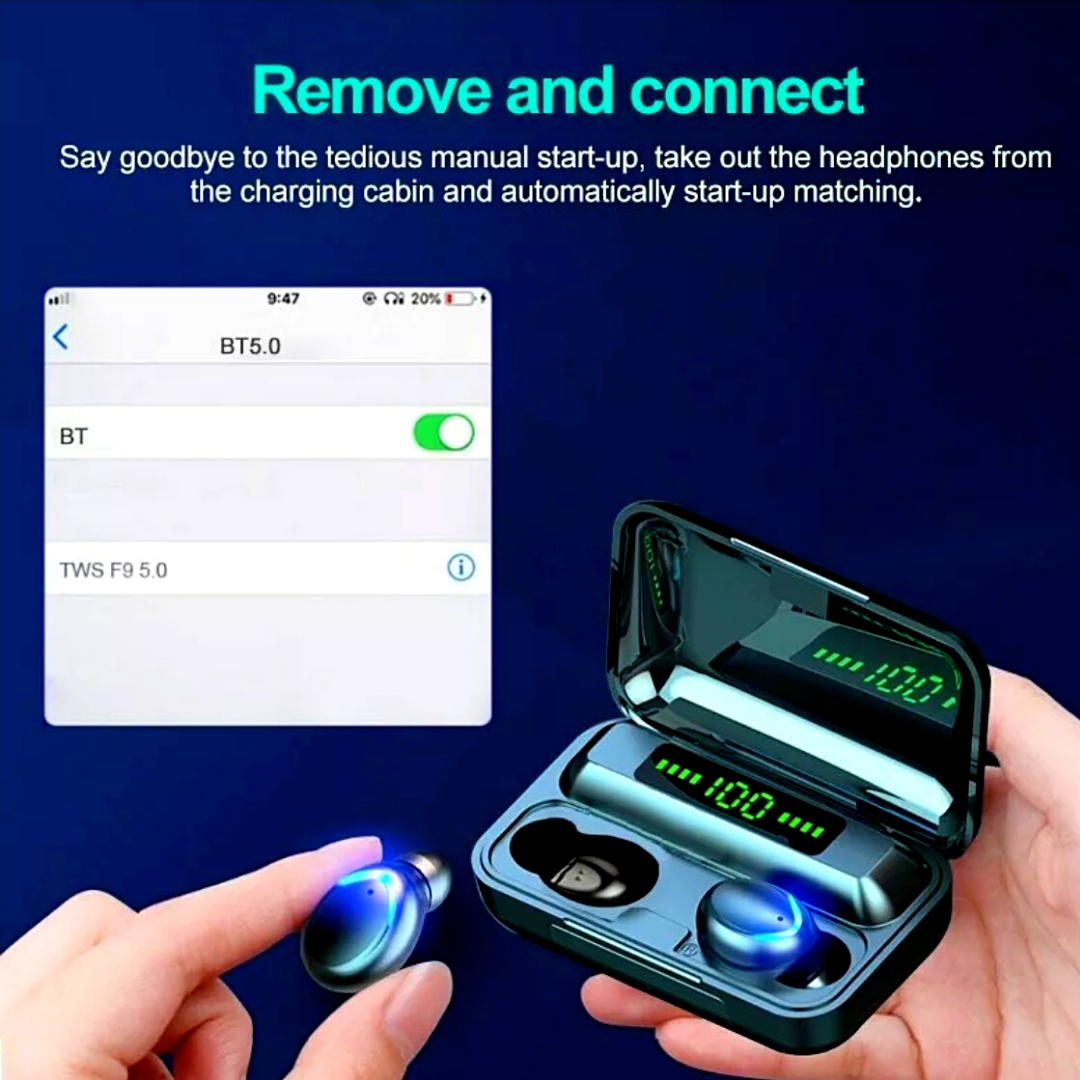 Remove and connect
Say goodbye to the tedious manual start-up, take out the headphones from
the charging cabin and automatically start-up matching.
9:47 20%
BT5.0
BT
TWS F9 5.0
100
100